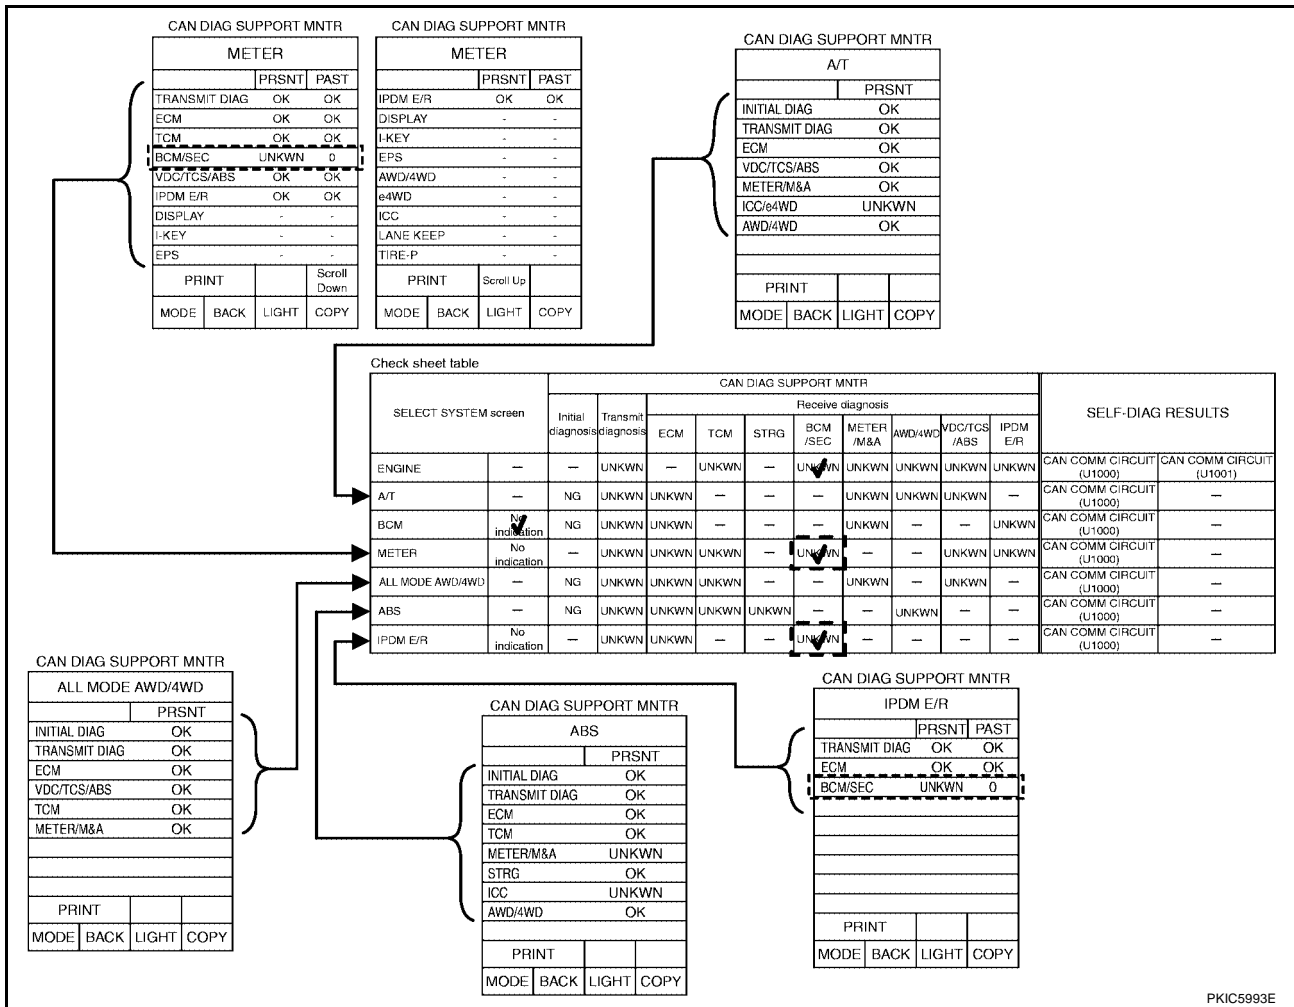 CAN DIAG SUPPORT MNTR
METER
PRSNT PAST
TRANSMIT DIAG OK OK
ECM OK OK
TCM OK OK
BCM/SEC UNKWN 0
VDC/TCS/ABS OK OK
IPDM E/R OK OK
DISPLAY - -
I-KEY - -
EPS - -
PRINT Scroll Down
MODE BACK LIGHT COPY
CAN DIAG SUPPORT MNTR
METER
PRSNT PAST
IPDM E/R OK OK
DISPLAY - -
I-KEY - -
EPS - -
AWD/4WD - -
e4WD - -
ICC - -
LANE KEEP - -
TIRE-P - -
PRINT Scroll Up
MODE BACK LIGHT COPY
CAN DIAG SUPPORT MNTR
A/T
PRSNT
INITIAL DIAG OK
TRANSMIT DIAG OK
ECM OK
VDC/TCS/ABS OK
METER/M&A OK
ICC/e4WD UNKWN
AWD/4WD OK
PRINT
MODE BACK LIGHT COPY
Check sheet table
SELECT SYSTEM screen
CAN DIAG SUPPORT MNTR
SELF-DIAG RESULTS
Initial diagnosis
Transmit diagnosis
Receive diagnosis
ECM TCM STRG BCM /SEC METER /M&A AWD/4WD VDC/TCS /ABS IPDM E/R
ENGINE — — UNKWN — UNKWN — UNKWN UNKWN UNKWN UNKWN UNKWN CAN COMM CIRCUIT (U1000) CAN COMM CIRCUIT (U1001)
A/T — NG UNKWN UNKWN — — — UNKWN UNKWN UNKWN — CAN COMM CIRCUIT (U1000) —
BCM No indication NG UNKWN UNKWN — — — UNKWN — — UNKWN CAN COMM CIRCUIT (U1000) —
METER No indication — UNKWN UNKWN UNKWN — UNKWN — — UNKWN UNKWN CAN COMM CIRCUIT (U1000) —
ALL MODE AWD/4WD — NG UNKWN UNKWN UNKWN — — UNKWN — UNKWN — CAN COMM CIRCUIT (U1000) —
ABS — NG UNKWN UNKWN UNKWN UNKWN — — UNKWN — — CAN COMM CIRCUIT (U1000) —
IPDM E/R No indication — UNKWN UNKWN — — UNKWN — — — — CAN COMM CIRCUIT (U1000) —
CAN DIAG SUPPORT MNTR
ALL MODE AWD/4WD
PRSNT
INITIAL DIAG OK
TRANSMIT DIAG OK
ECM OK
VDC/TCS/ABS OK
TCM OK
METER/M&A OK
PRINT
MODE BACK LIGHT COPY
CAN DIAG SUPPORT MNTR
ABS
PRSNT
INITIAL DIAG OK
TRANSMIT DIAG OK
ECM OK
TCM OK
METER/M&A UNKWN
STRG OK
ICC UNKWN
AWD/4WD OK
PRINT
MODE BACK LIGHT COPY
CAN DIAG SUPPORT MNTR
IPDM E/R
PRSNT PAST
TRANSMIT DIAG OK OK
ECM OK OK
BCM/SEC UNKWN 0
PRINT
MODE BACK LIGHT COPY
PKIC5993E